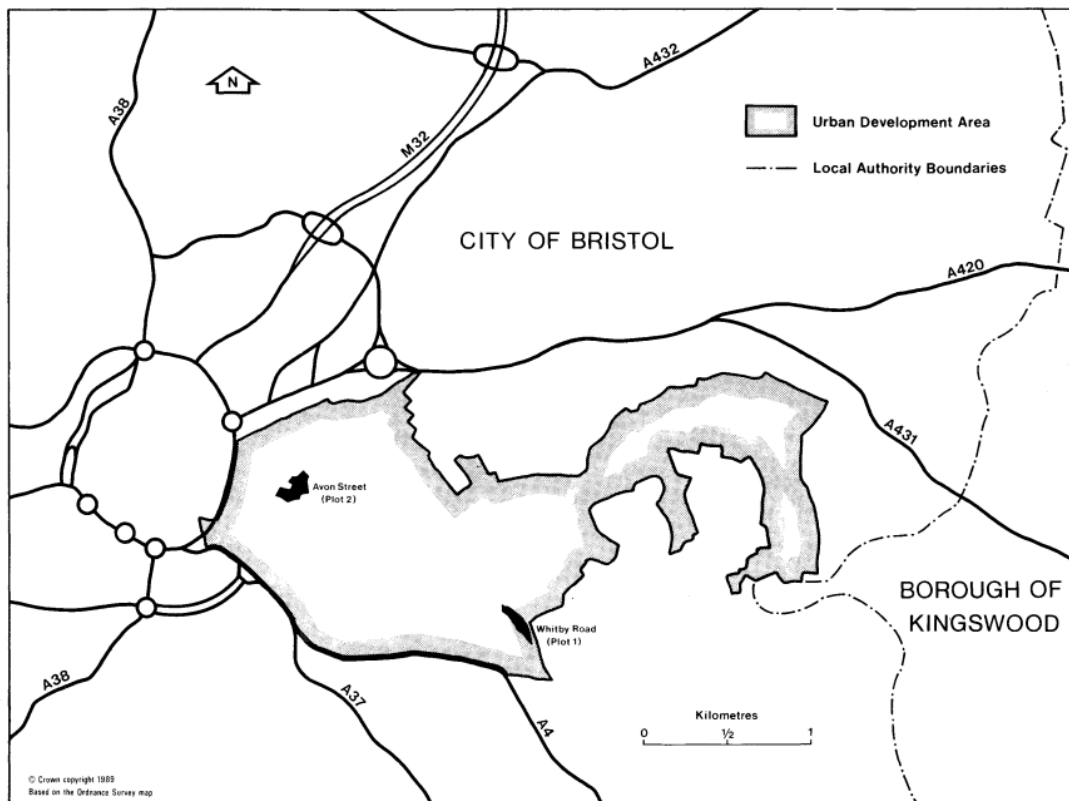 A432
A38
N
M32
Urban Development Area
Local Authority Boundaries
CITY OF BRISTOL
A420
A431
Avon Street
(Plot 2)
BOROUGH OF
KINGSWOOD
Whitby Road
(Plot 1)
A38
A37
A4
Kilometres
0 ½ 1
© Crown copyright 1989
Based on the Ordnance Survey map